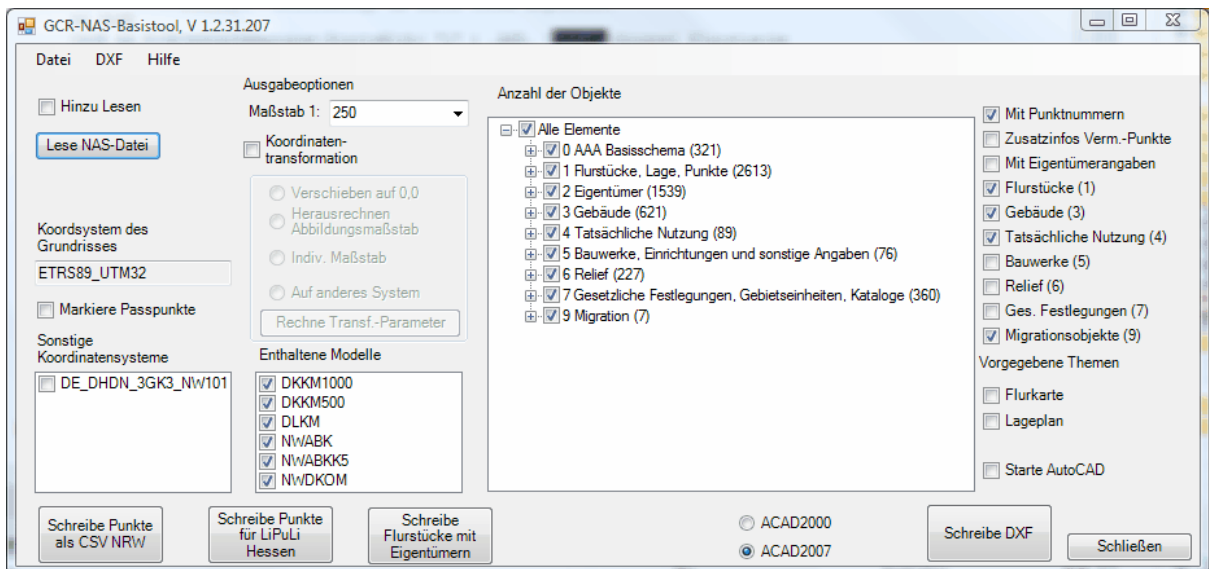 GCR-NAS-Basistool, V 1.2.31.207
Datei DXF Hilfe
Hinzu Lesen
Lese NAS-Datei
Koordsystem des
Grundrisses
ETRS89_UTM32
Markiere Passpunkte
Sonstige
Koordinatensysteme
DE_DHDN_3GK3_NW101
Ausgabeoptionen
Maßstab 1: 250
Koordinaten-
transformation
Verschieben auf 0,0
Herausrechnen
Abbildungsmaßstab
Indiv. Maßstab
Auf anderes System
Rechne Transf.-Parameter
Enthaltene Modelle
DKKM1000
DKKM500
DLKM
NWABK
NWABKK5
NWDKOM
Anzahl der Objekte
Alle Elemente
0 AAA Basisschema (321)
1 Flurstücke, Lage, Punkte (2613)
2 Eigentümer (1539)
3 Gebäude (621)
4 Tatsächliche Nutzung (89)
5 Bauwerke, Einrichtungen und sonstige Angaben (76)
6 Relief (227)
7 Gesetzliche Festlegungen, Gebietseinheiten, Kataloge (360)
9 Migration (7)
Mit Punktnummern
Zusatzinfos Verm.-Punkte
Mit Eigentümerangaben
Flurstücke (1)
Gebäude (3)
Tatsächliche Nutzung (4)
Bauwerke (5)
Relief (6)
Ges. Festlegungen (7)
Migrationsobjekte (9)
Vorgegebene Themen
Flurkarte
Lageplan
Starte AutoCAD
Schreibe Punkte
als CSV NRW
Schreibe Punkte
für LiPuLi
Hessen
Schreibe
Flurstücke mit
Eigentümern
ACAD2000
ACAD2007
Schreibe DXF
Schließen